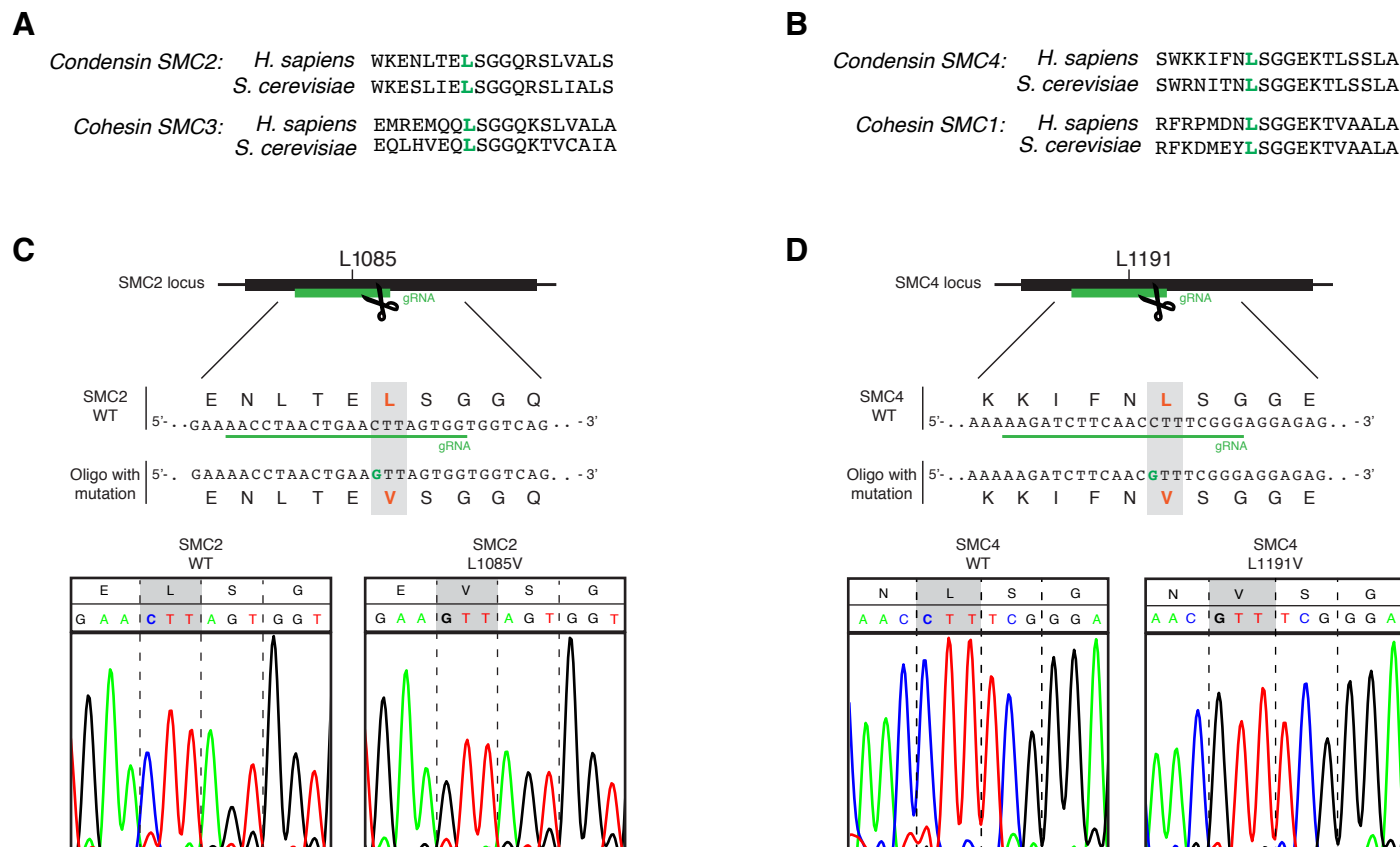 A
Condensin SMC2: H. sapiens WKENLTELSGGQRSLVALS
S. cerevisiae WKESLIELSGGQRSLIALS
Cohesin SMC3: H. sapiens EMREMQQLSGGQKSLVALA
S. cerevisiae EQLHVEQLSGGQKTVCAIA
B
Condensin SMC4: H. sapiens SWKKIFNLSGGEKTLSSLA
S. cerevisiae SWRNITNLSGGEKTLSSLA
Cohesin SMC1: H. sapiens RFRPMDNLSGGEKTVAALA
S. cerevisiae RFKDMEYLSGGEKTVAALA
C
L1085
SMC2 locus
gRNA
SMC2 WT
E N L T E L S G G Q
5'-..GAAAACCTAACTGAACTTAGTGGTGGTCAG..-3'
gRNA
Oligo with mutation
5'-. GAAAACCTAACTGAAGTTAGTGGTGGTCAG..-3'
E N L T E V S G G Q
SMC2
WT
E L S G
G A A C T T A G T G G T
SMC2
L1085V
E V S G
G A A G T T A G T G G T
D
L1191
SMC4 locus
gRNA
SMC4 WT
K K I F N L S G G E
5'-..AAAAAGATCTTCAACCTTTCGGGAGGAGAG..-3'
gRNA
Oligo with mutation
5'-..AAAAAGATCTTCAACGTTTCGGGAGGAGAG..-3'
K K I F N V S G G E
SMC4
WT
N L S G
A A C C T T T C G G G A
SMC4
L1191V
N V S G
A A C G T T T C G G G A